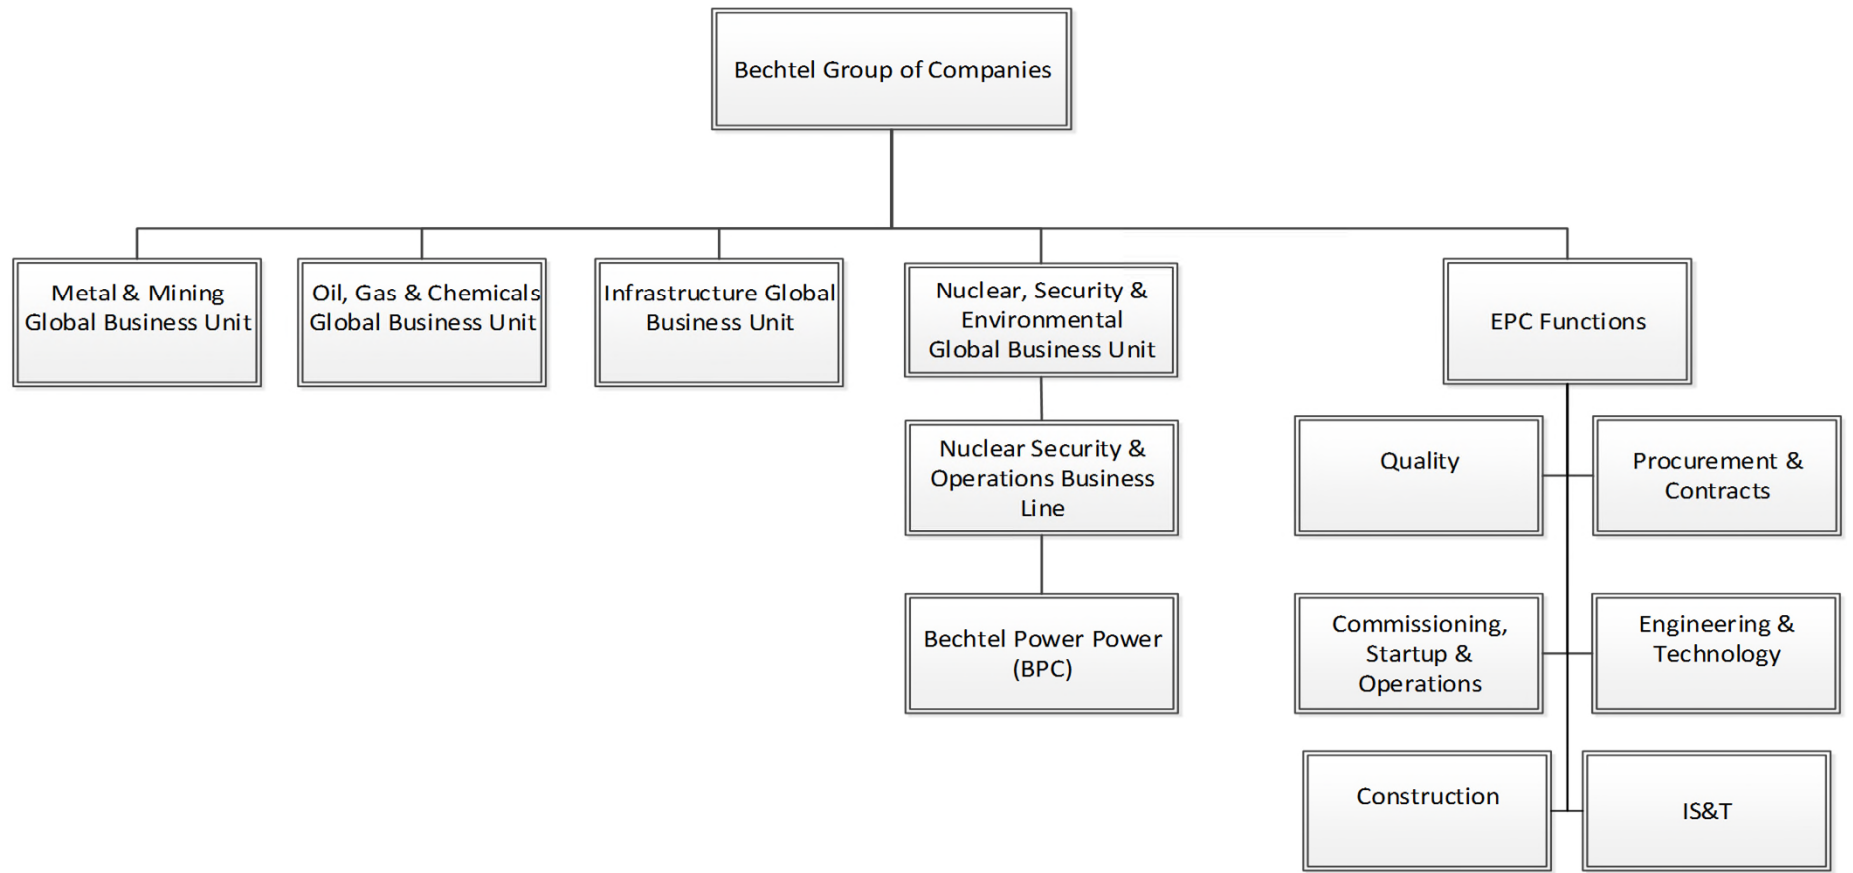 Bechtel Group of Companies
Metal & Mining
Global Business Unit
Oil, Gas & Chemicals
Global Business Unit
Infrastructure Global
Business Unit
Nuclear, Security &
Environmental
Global Business Unit
EPC Functions
Nuclear Security &
Operations Business
Line
Bechtel Power Power
(BPC)
Quality
Procurement &
Contracts
Commissioning,
Startup &
Operations
Engineering &
Technology
Construction
IS&T